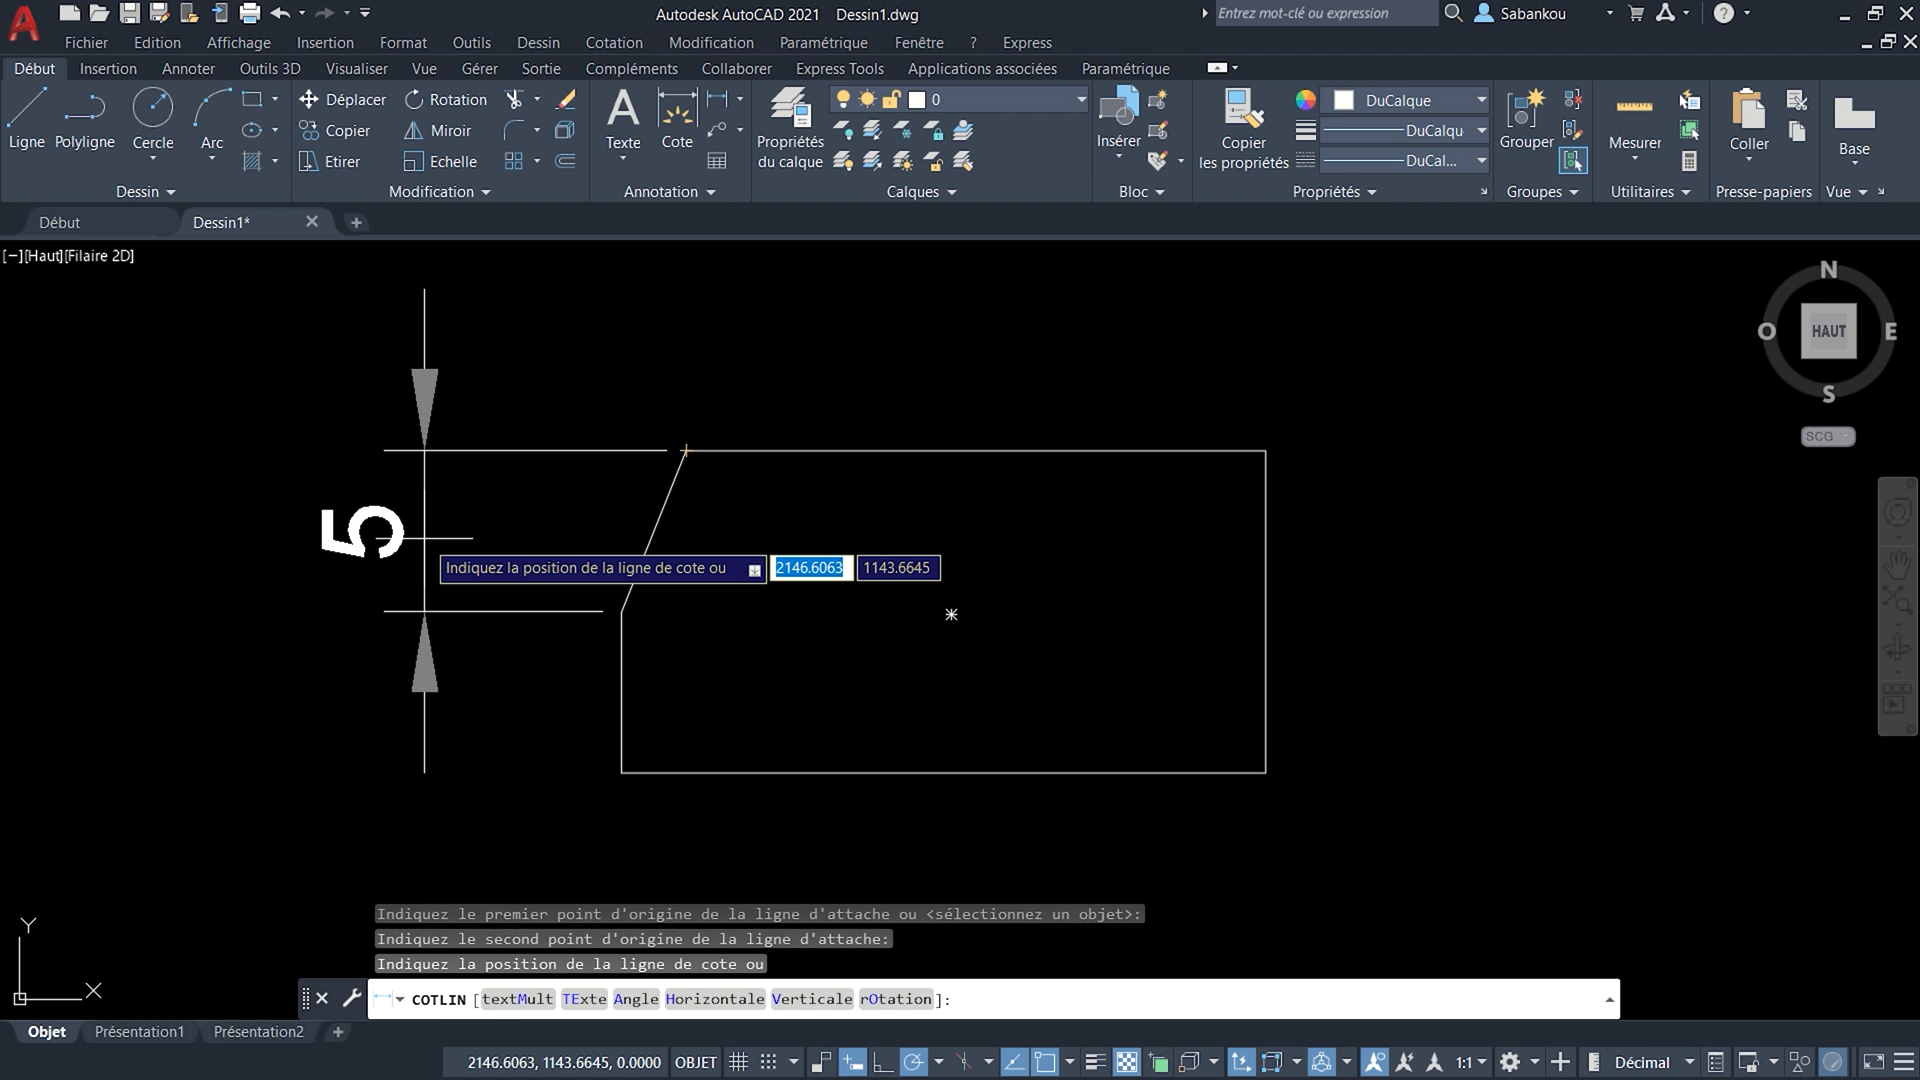 Autodesk AutoCAD 2021 Dessin1.dwg
Entrez mot-clé ou expression
Sabankou
Fichier Edition Affichage Insertion Format Outils Dessin Cotation Modification Paramétrique Fenêtre ? Express
Début Insertion Annoter Outils 3D Visualiser Vue Gérer Sortie Compléments Collaborer Express Tools Applications associées Paramétrique
Ligne Polyligne Cercle Arc
Déplacer Rotation
Copier Miroir
Etirer Echelle
Texte Cote
Propriétés
du calque
0
Insérer
Copier
les propriétés
DuCalque
DuCalqu
DuCal...
Grouper
Mesurer
Coller
Base
Dessin Modification Annotation Calques Bloc Propriétés Groupes Utilitaires Presse-papiers Vue
Début Dessin1*
[−][Haut][Filaire 2D]
N
O HAUT E
S
SCG
5
Indiquez la position de la ligne de cote ou 2146.6063 1143.6645
Y
X
Indiquez le premier point d'origine de la ligne d'attache ou <sélectionnez un objet>:
Indiquez le second point d'origine de la ligne d'attache:
Indiquez la position de la ligne de cote ou
COTLIN [textMult TExte Angle Horizontale Verticale rOtation]:
Objet Présentation1 Présentation2
2146.6063, 1143.6645, 0.0000 OBJET 1:1 Décimal